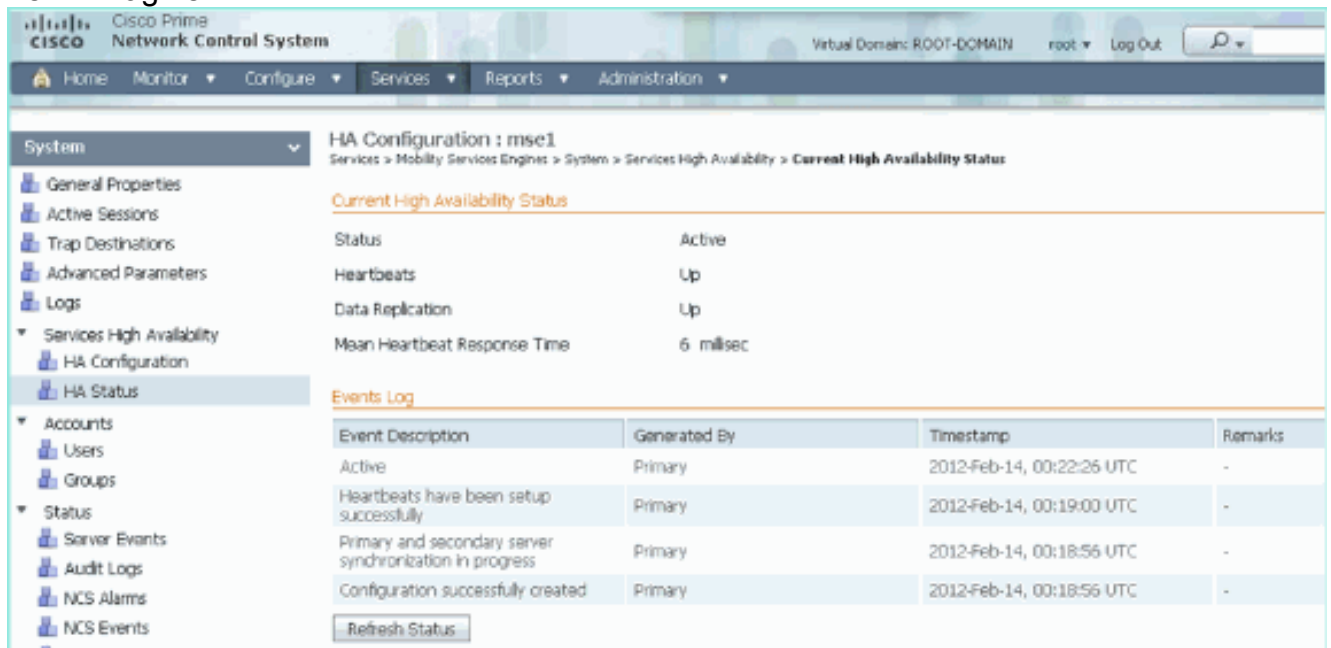 Cisco Prime
CISCO Network Control System
Virtual Domain: ROOT-DOMAIN root Log Out
Home Monitor Configure Services Reports Administration
System
General Properties
Active Sessions
Trap Destinations
Advanced Parameters
Logs
Services High Availability
HA Configuration
HA Status
Accounts
Users
Groups
Status
Server Events
Audit Logs
NCS Alarms
NCS Events
HA Configuration : mse1
Services > Mobility Services Engines > System > Services High Availability > Current High Availability Status
Current High Availability Status
Status Active
Heartbeats Up
Data Replication Up
Mean Heartbeat Response Time 6 millisec
Events Log
Event Description Generated By Timestamp Remarks
Active Primary 2012-Feb-14, 00:22:26 UTC -
Heartbeats have been setup
successfully Primary 2012-Feb-14, 00:19:00 UTC -
Primary and secondary server
synchronization in progress Primary 2012-Feb-14, 00:18:56 UTC -
Configuration successfully created Primary 2012-Feb-14, 00:18:56 UTC -
Refresh Status